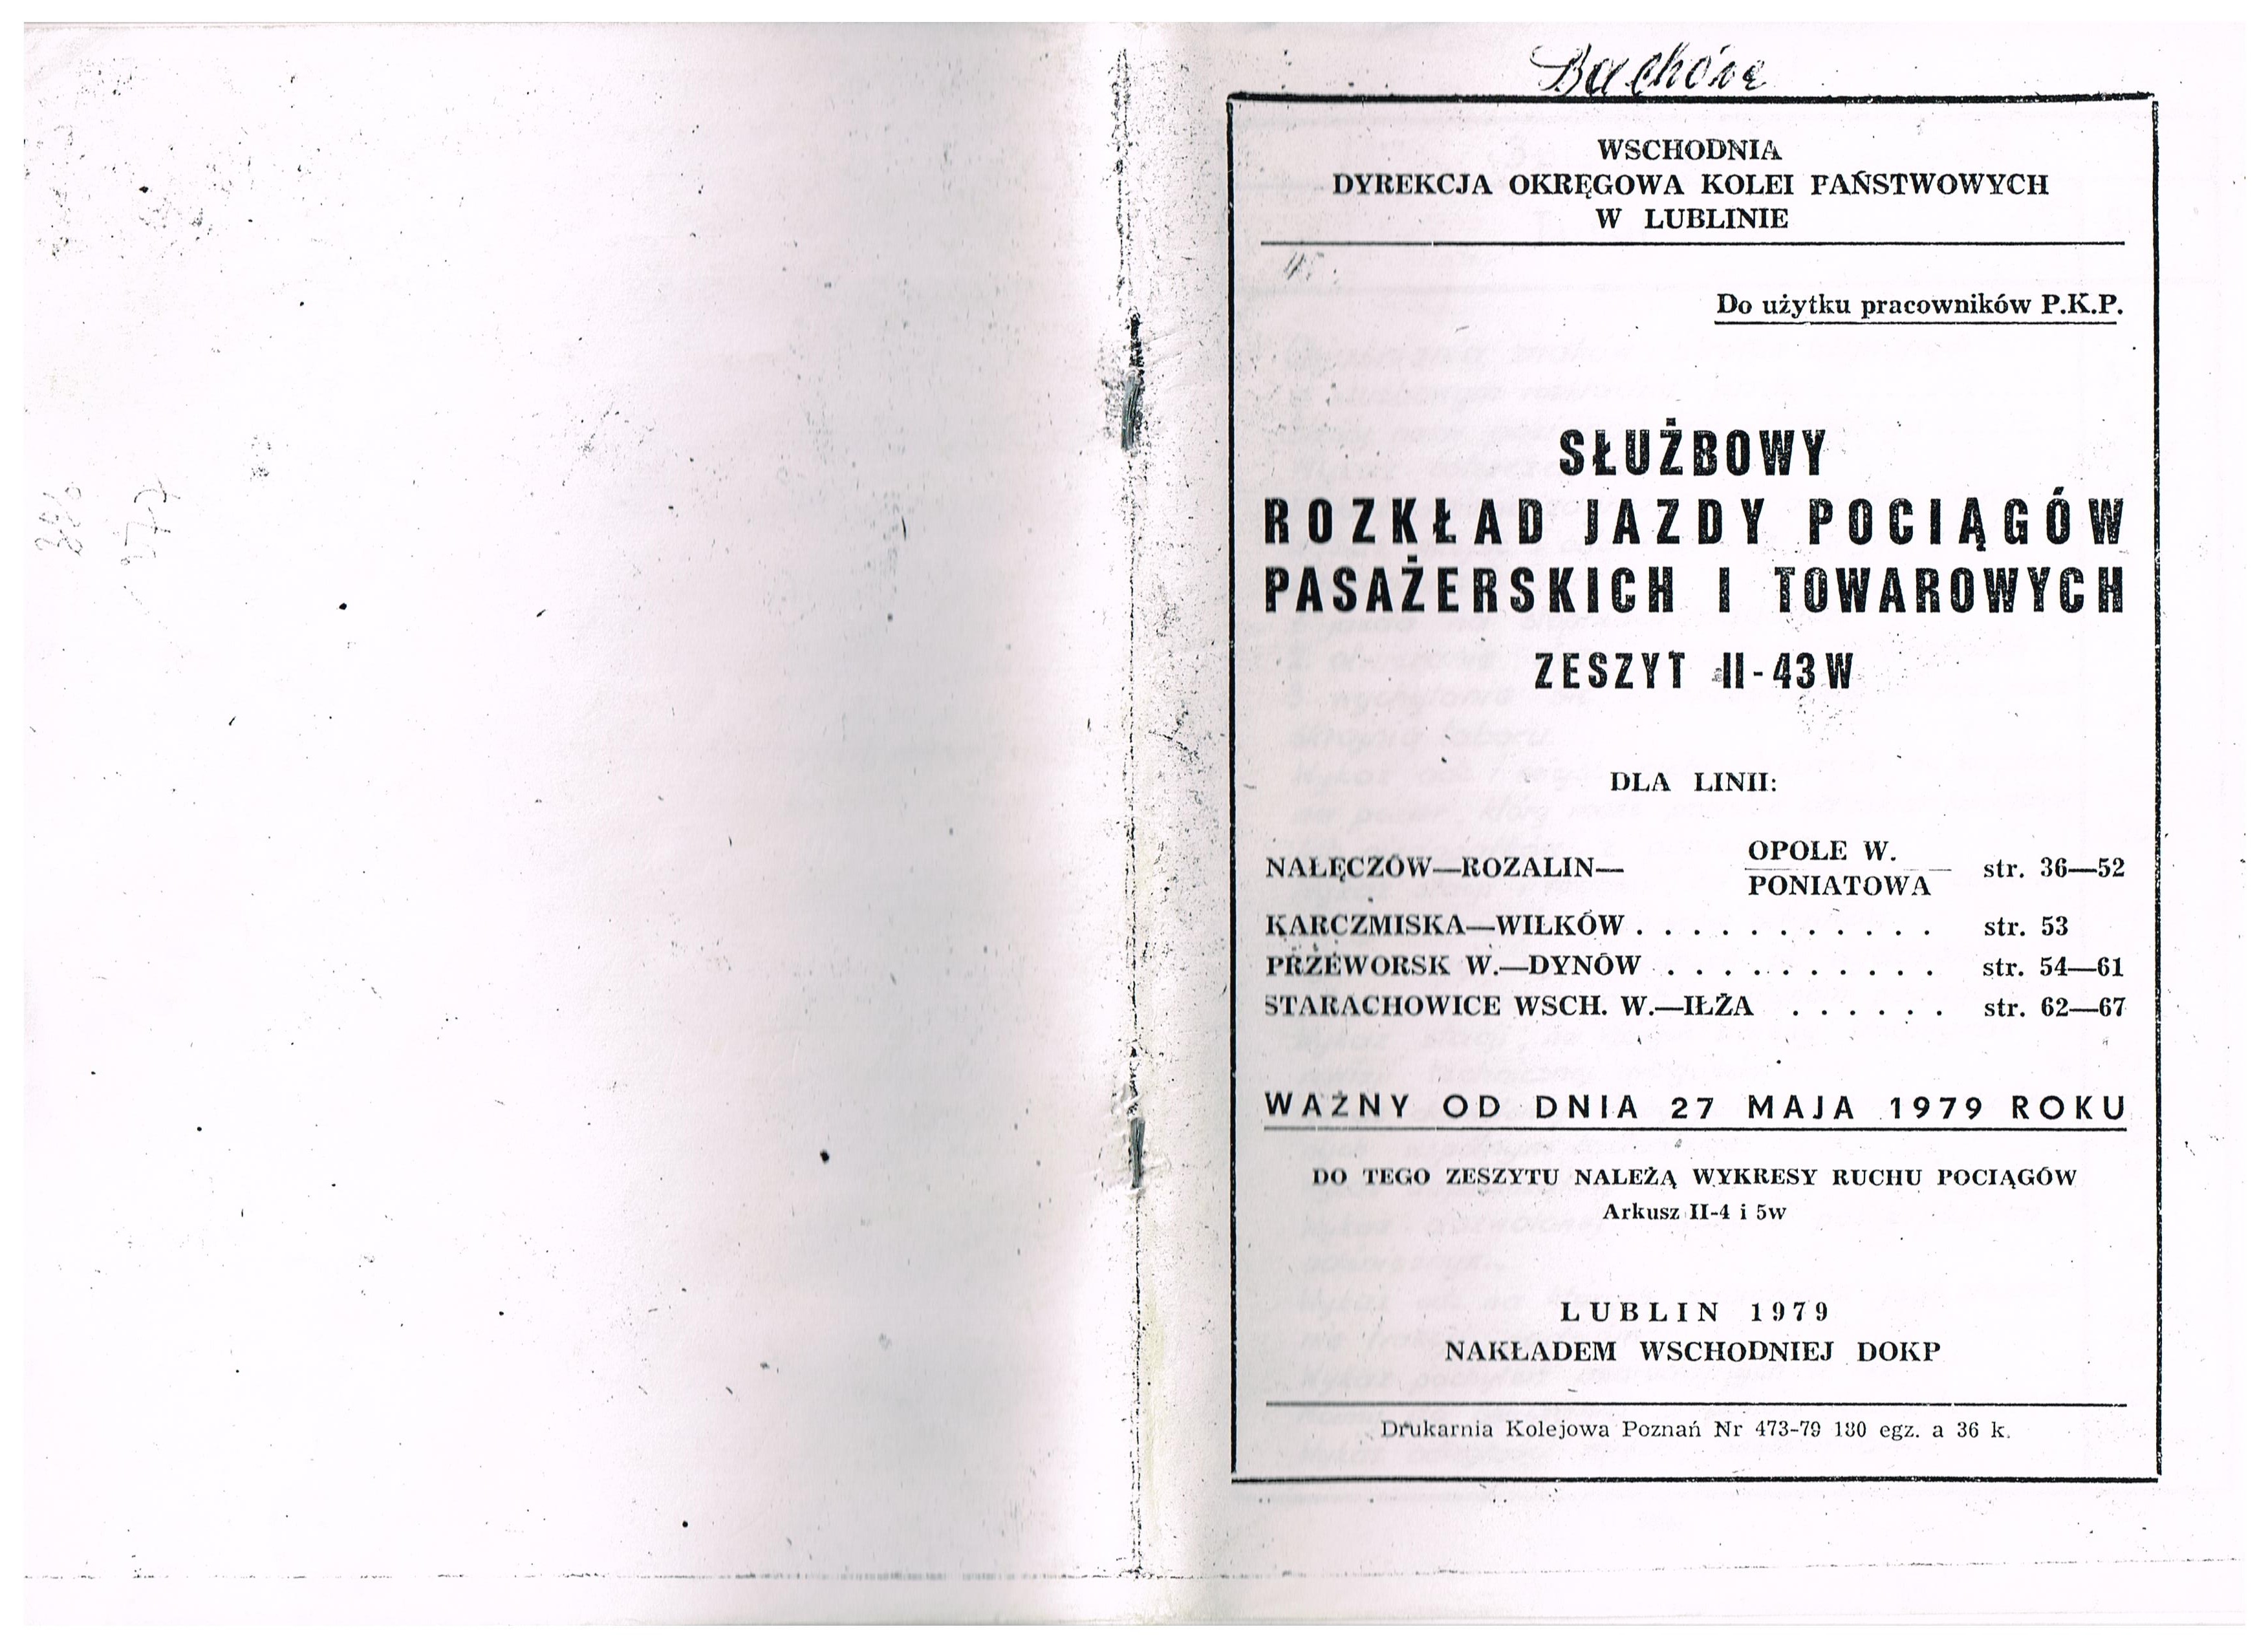 Bachórz
WSCHODNIA
DYREKCJA OKRĘGOWA KOLEI PAŃSTWOWYCH
W LUBLINIE
Do użytku pracowników P.K.P.
SŁUŻBOWY
ROZKŁAD JAZDY POCIĄGÓW
PASAŻERSKICH I TOWAROWYCH
ZESZYT II-43W
DLA LINII:
NAŁĘCZÓW—ROZALIN— OPOLE W. str. 36—52
PONIATOWA
KARCZMISKA—WILKÓW . . . . . . . . . . . str. 53
PRZEWORSK W.—DYNÓW . . . . . . . . . . str. 54—61
STARACHOWICE WSCH. W.—IŁŻA . . . . . . str. 62—67
WAŻNY OD DNIA 27 MAJA 1979 ROKU
DO TEGO ZESZYTU NALEŻĄ WYKRESY RUCHU POCIĄGÓW
Arkusz II-4 i 5w
LUBLIN 1979
NAKŁADEM WSCHODNIEJ DOKP
Drukarnia Kolejowa Poznań Nr 473-79 130 egz. a 36 k.